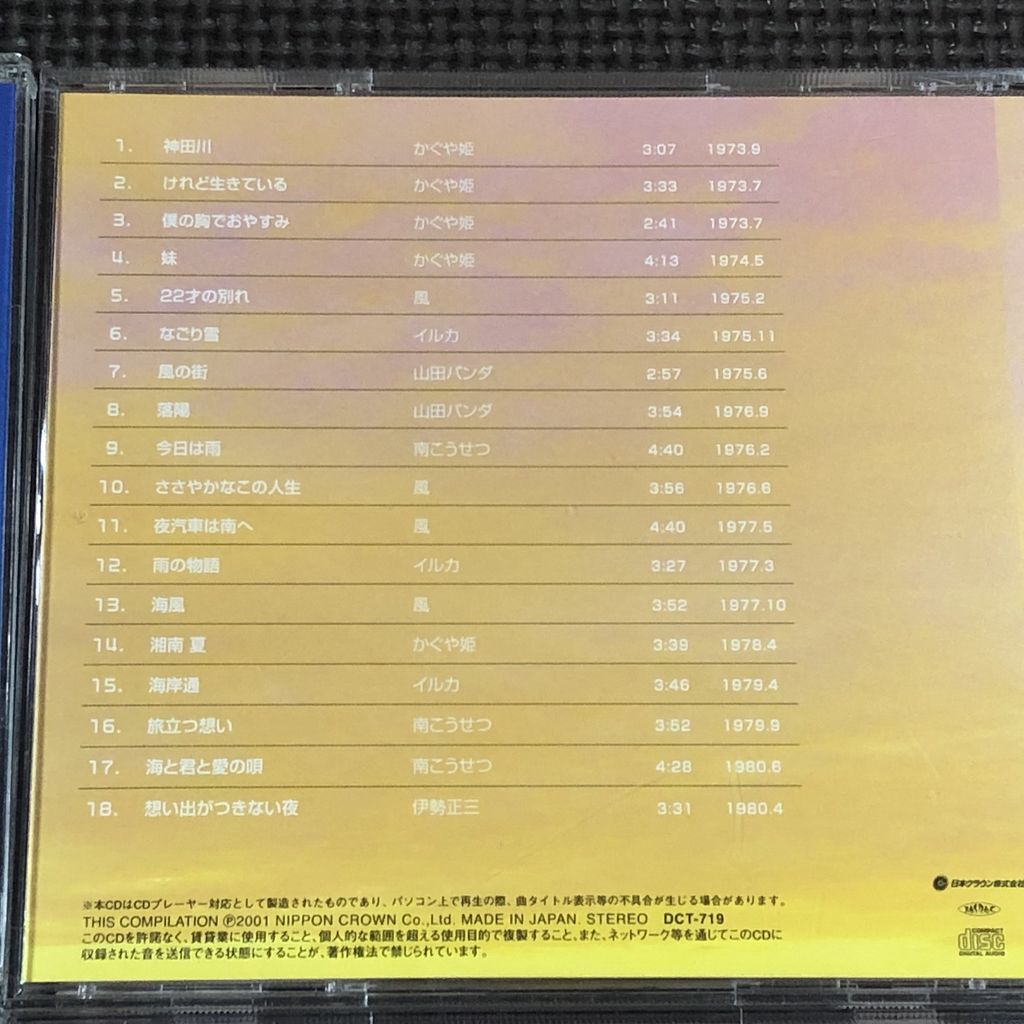 1. 神田川 かぐや姫 3:07 1973.9
2. けれど生きている かぐや姫 3:33 1973.7
3. 僕の胸でおやすみ かぐや姫 2:41 1973.7
4. 妹 かぐや姫 4:13 1974.5
5. 22才の別れ 風 3:11 1975.2
6. なごり雪 イルカ 3:34 1975.11
7. 風の街 山田パンダ 2:57 1975.6
8. 落陽 山田パンダ 3:54 1976.9
9. 今日は雨 南こうせつ 4:40 1976.2
10. ささやかなこの人生 風 3:56 1976.6
11. 夜汽車は南へ 風 4:40 1977.5
12. 雨の物語 イルカ 3:27 1977.3
13. 海風 風 3:52 1977.10
14. 湘南 夏 かぐや姫 3:39 1978.4
15. 海岸通 イルカ 3:46 1979.4
16. 旅立つ想い 南こうせつ 3:52 1979.9
17. 海と君と愛の唄 南こうせつ 4:28 1980.6
18. 想い出がつきない夜 伊勢正三 3:31 1980.4
日本クラウン株式会社
※本CDはCDプレーヤー対応として製造されたものであり、パソコン上で再生の際、曲タイトル表示等の不具合が生じる場合があります。
THIS COMPILATION Ⓟ2001 NIPPON CROWN Co.,Ltd. MADE IN JAPAN. STEREO DCT-719
このCDを許諾なく、賃貸業に使用すること、個人的な範囲を超える使用目的で複製すること、また、ネットワーク等を通じてこのCDに
収録された音を送信できる状態にすることが、著作権法で禁じられています。
COMPACT
disc
DIGITAL AUDIO